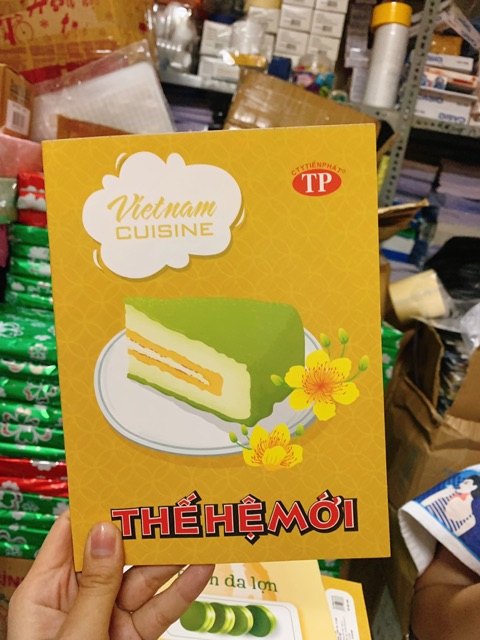 Vietnam
CUISINE
CTY TIẾN PHÁT
TP
THẾ HỆ MỚI
da lợn